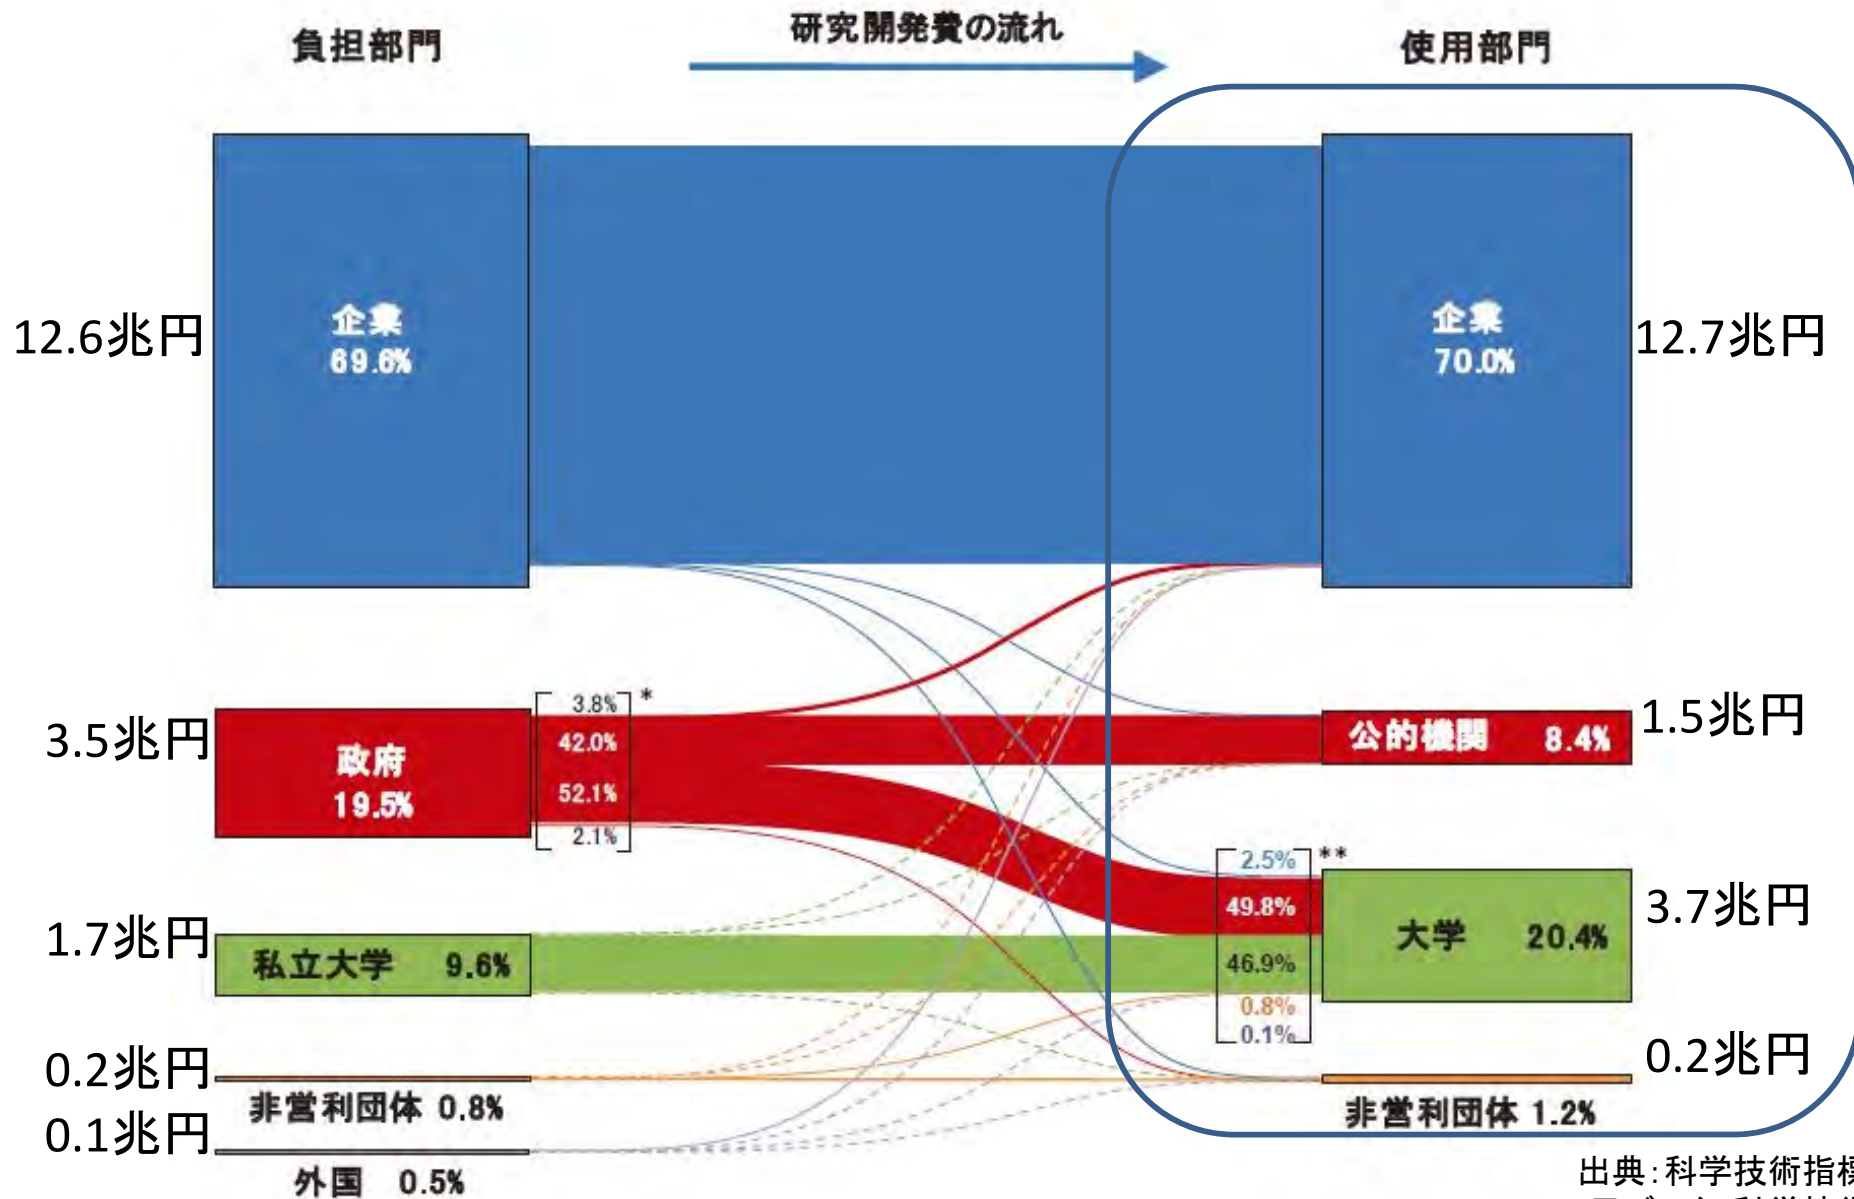 負担部門
研究開発費の流れ
使用部門
12.6兆円
企業
69.6%
企業
70.0%
12.7兆円
3.5兆円
政府
19.5%
3.8%
*
42.0%
52.1%
2.1%
公的機関 8.4%
1.5兆円
1.7兆円
私立大学 9.6%
2.5%
**
49.8%
46.9%
0.8%
0.1%
大学 20.4%
3.7兆円
0.2兆円
非営利団体 0.8%
0.2兆円
非営利団体 1.2%
0.1兆円
外国 0.5%
出典:科学技術指標